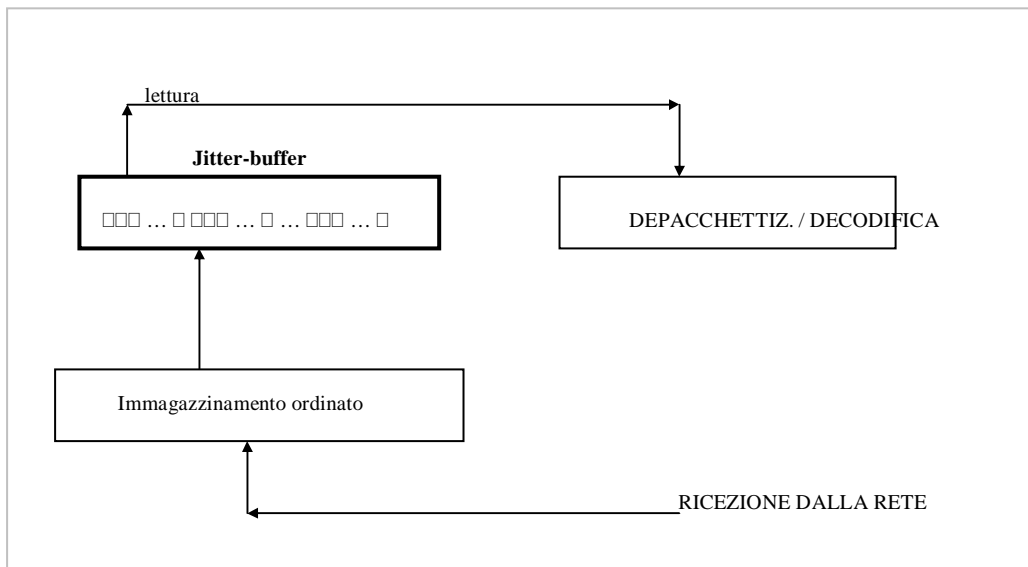 lettura
Jitter-buffer
□□□ … □ □□□ … □ … □□□ … □
DEPACCHETTIZ. / DECODIFICA
Immagazzinamento ordinato
RICEZIONE DALLA RETE